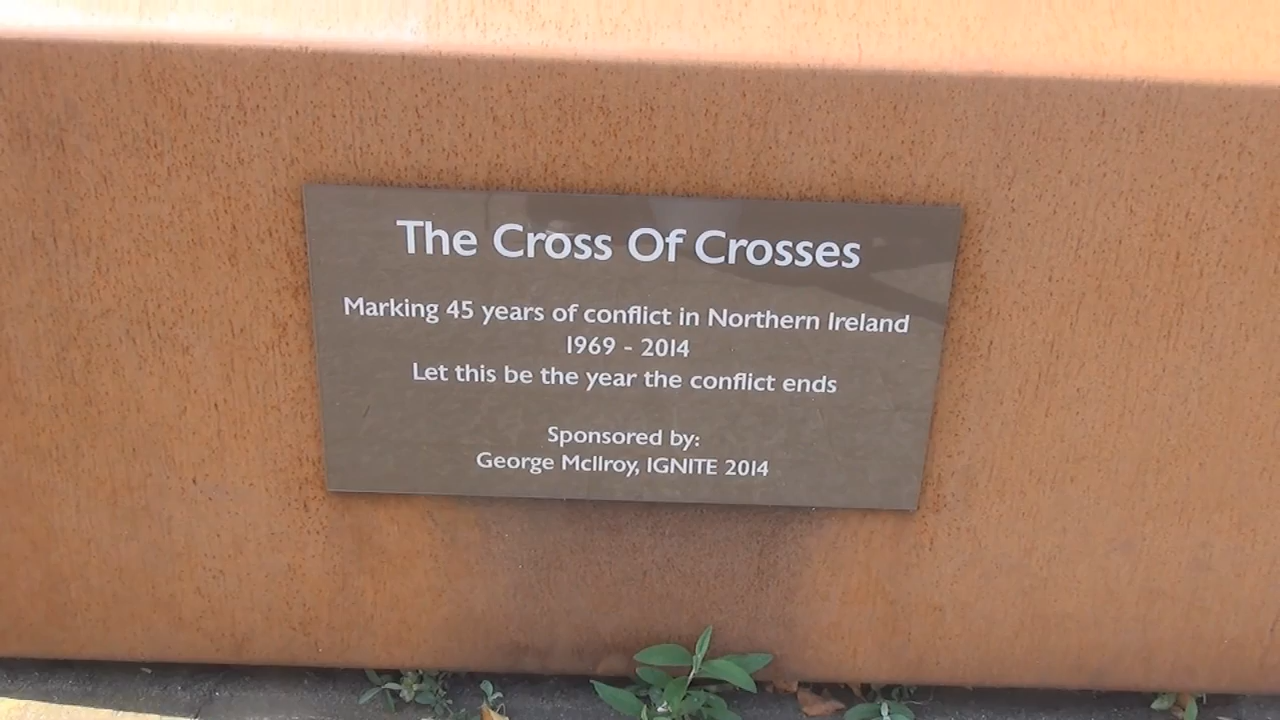 The Cross Of Crosses
Marking 45 years of conflict in Northern Ireland
1969 - 2014
Let this be the year the conflict ends
Sponsored by:
George McIlroy, IGNITE 2014